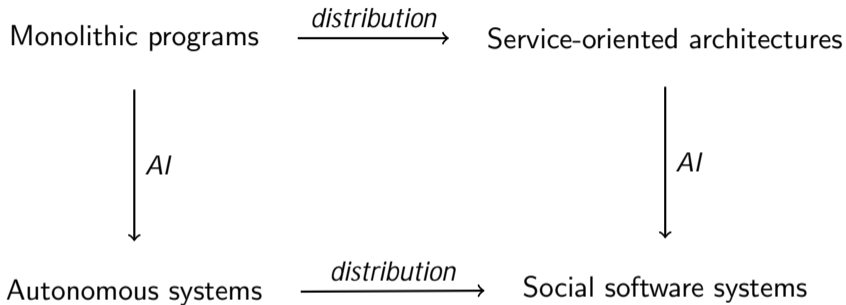 distribution
Monolithic programs
Service-oriented architectures
AI
AI
distribution
Autonomous systems
Social software systems